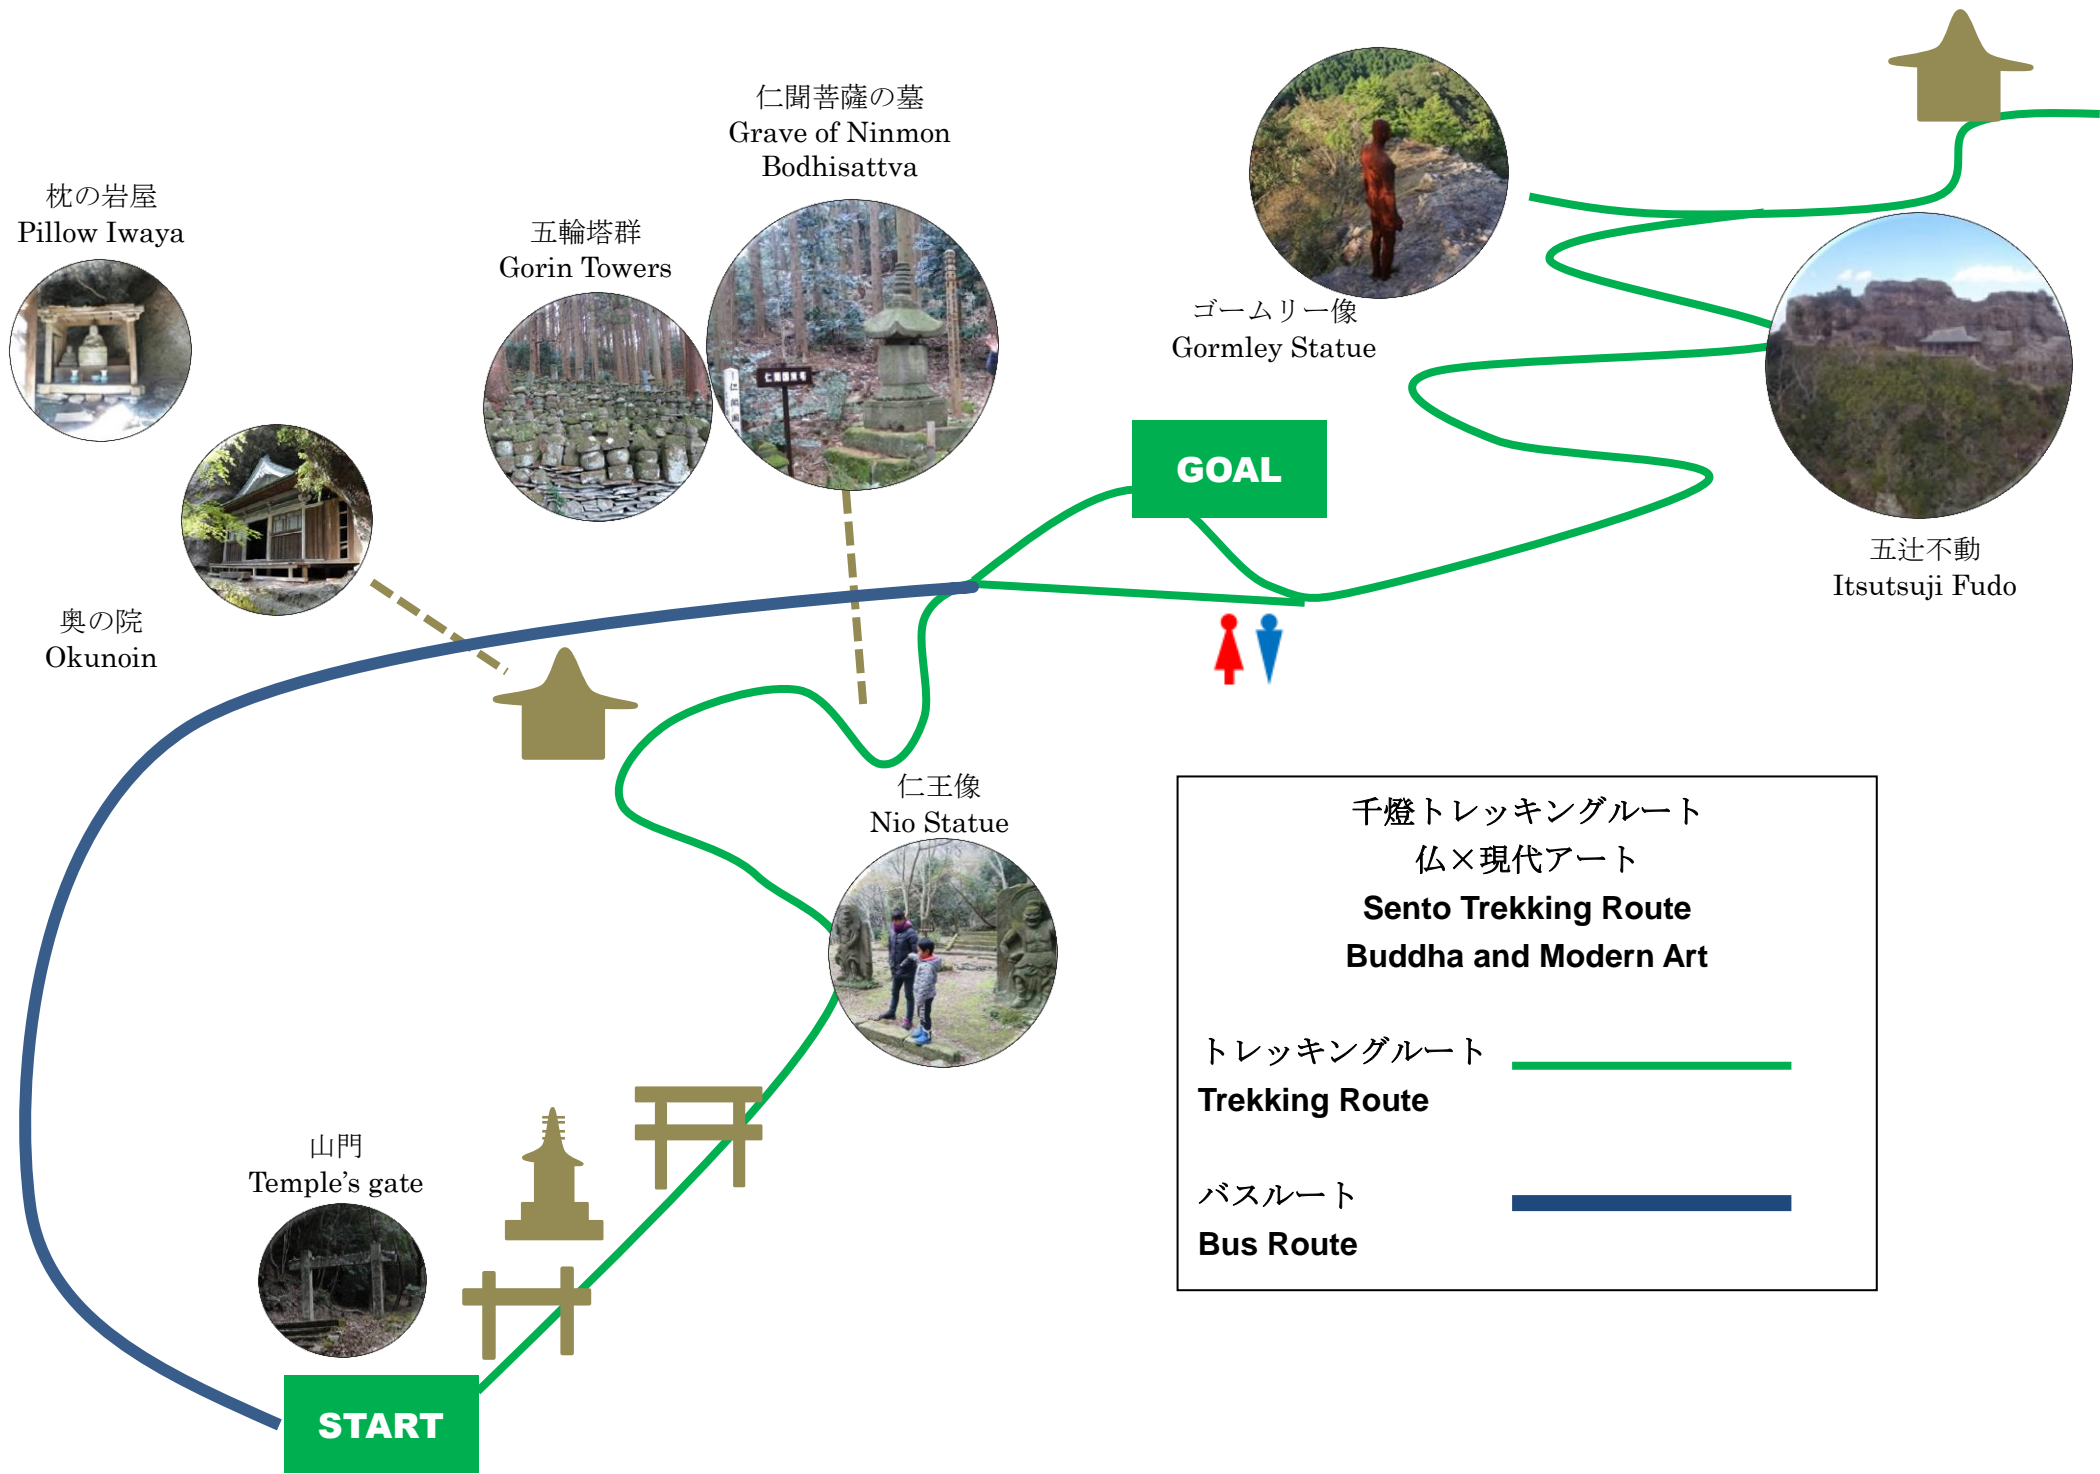 仁聞菩薩の墓
Grave of Ninmon
Bodhisattva
枕の岩屋
Pillow Iwaya
五輪塔群
Gorin Towers
ゴームリー像
Gormley Statue
GOAL
五辻不動
Itsutsuji Fudo
奥の院
Okunoin
仁王像
Nio Statue
千燈トレッキングルート
仏×現代アート
Sento Trekking Route
Buddha and Modern Art
トレッキングルート
Trekking Route
バスルート
Bus Route
山門
Temple's gate
START